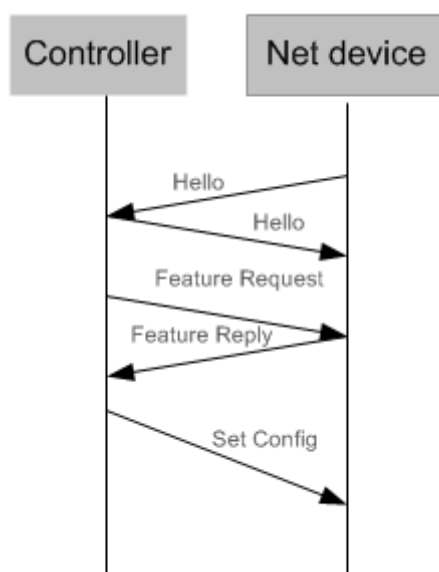 Controller
Net device
Hello
Hello
Feature Request
Feature Reply
Set Config